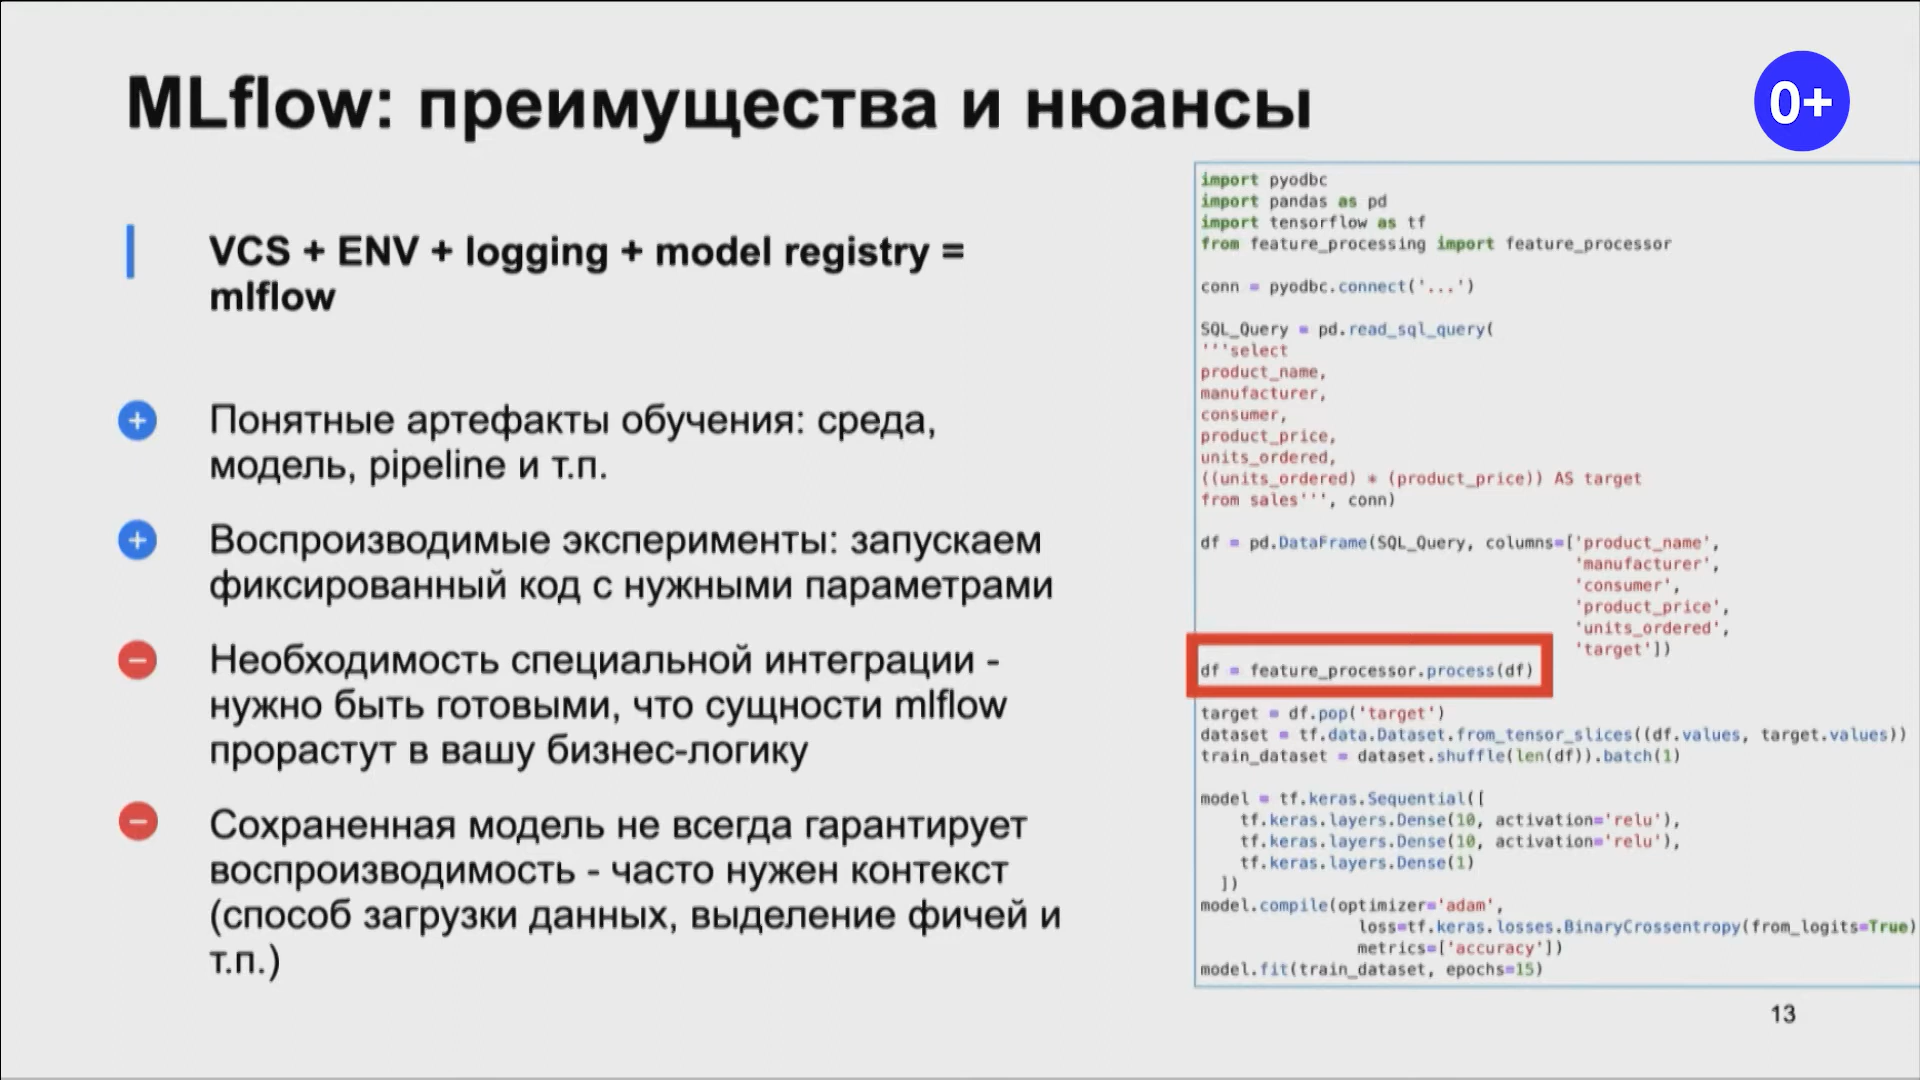 MLflow: преимущества и нюансы
0+
VCS + ENV + logging + model registry =
mlflow
Понятные артефакты обучения: среда,
модель, pipeline и т.п.
Воспроизводимые эксперименты: запускаем
фиксированный код с нужными параметрами
Необходимость специальной интеграции -
нужно быть готовыми, что сущности mlflow
прорастут в вашу бизнес-логику
Сохраненная модель не всегда гарантирует
воспроизводимость - часто нужен контекст
(способ загрузки данных, выделение фичей и
т.п.)
import pyodbc
import pandas as pd
import tensorflow as tf
from feature_processing import feature_processor
conn = pyodbc.connect('...')
SQL_Query = pd.read_sql_query(
'''select
product_name,
manufacturer,
consumer,
product_price,
units_ordered,
((units_ordered) * (product_price)) AS target
from sales''', conn)
df = pd.DataFrame(SQL_Query, columns=['product_name',
'manufacturer',
'consumer',
'product_price',
'units_ordered',
'target'])
df = feature_processor.process(df)
target = df.pop('target')
dataset = tf.data.Dataset.from_tensor_slices((df.values, target.values))
train_dataset = dataset.shuffle(len(df)).batch(1)
model = tf.keras.Sequential([
tf.keras.layers.Dense(10, activation='relu'),
tf.keras.layers.Dense(10, activation='relu'),
tf.keras.layers.Dense(1)
])
model.compile(optimizer='adam',
loss=tf.keras.losses.BinaryCrossentropy(from_logits=True)
metrics=['accuracy'])
model.fit(train_dataset, epochs=15)
13